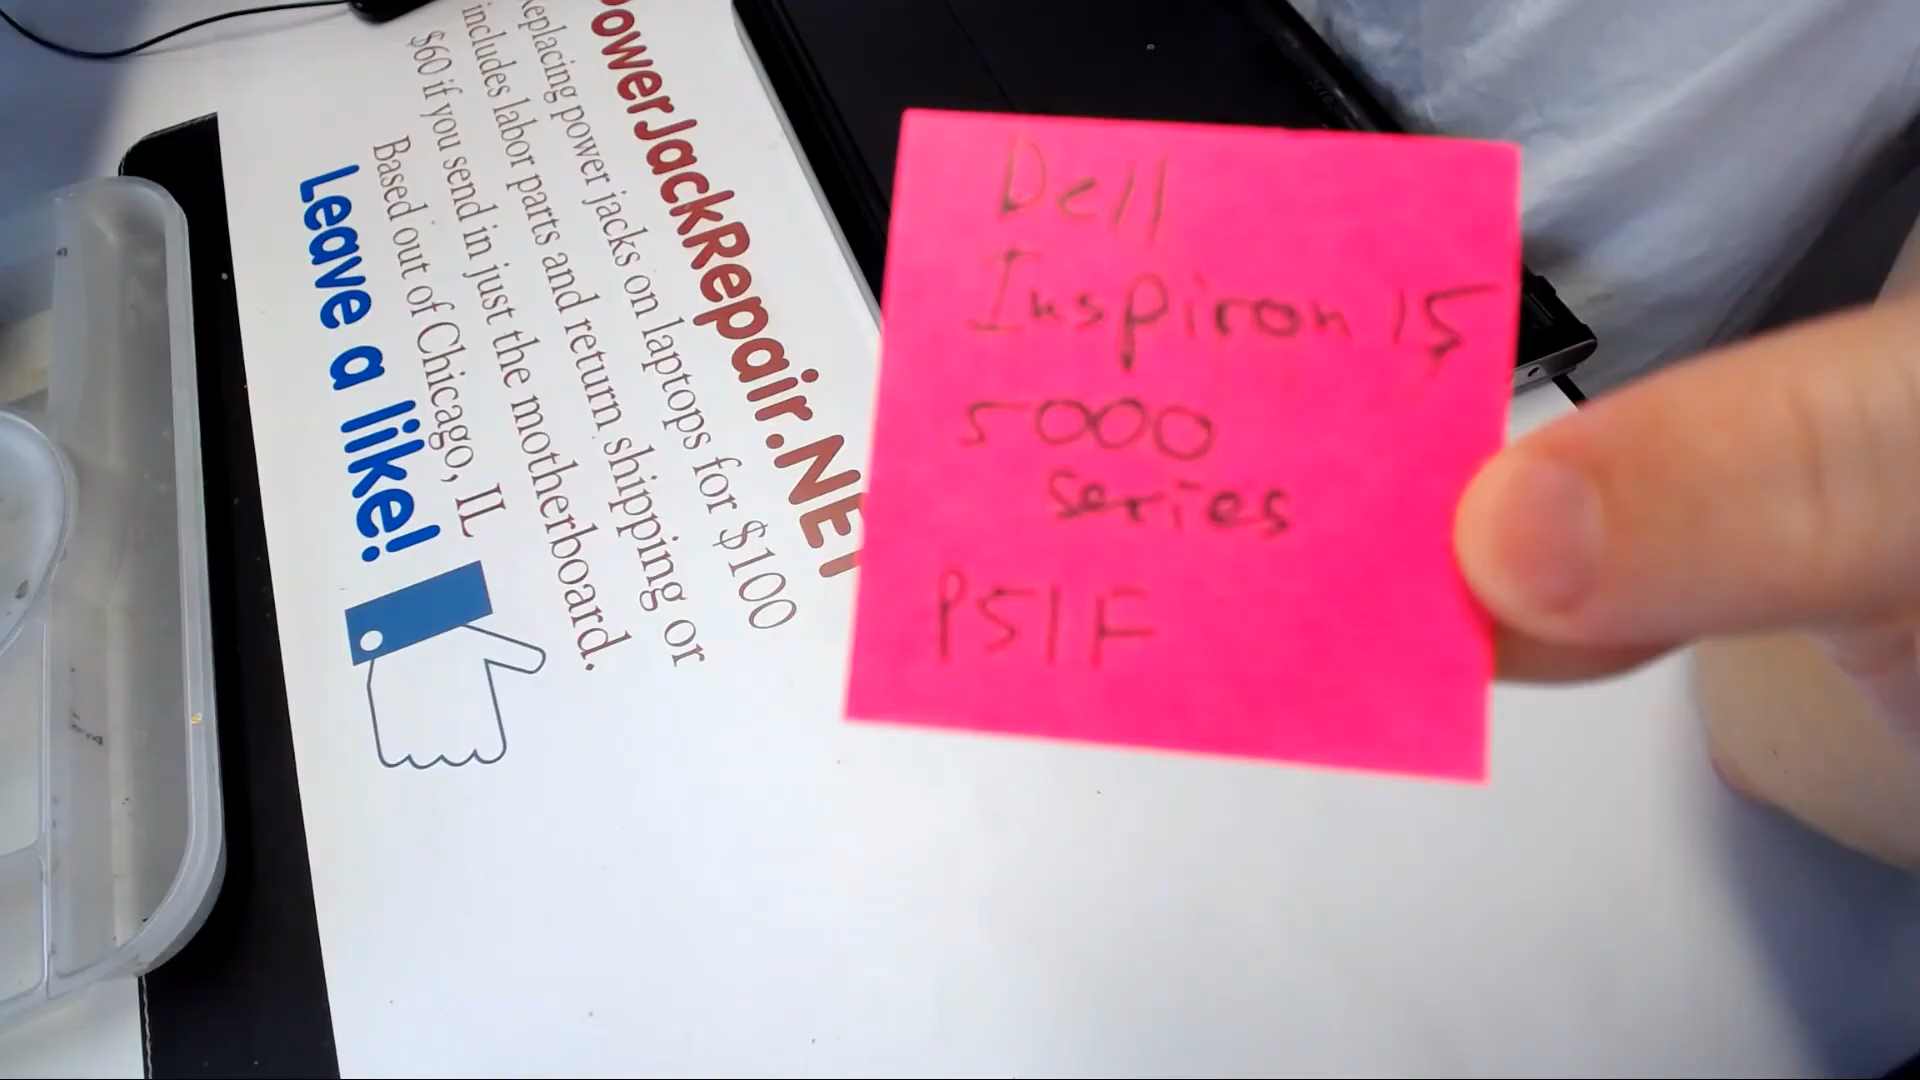 PowerJackRepair.NET
Replacing power jacks on laptops for $100
includes labor parts and return shipping or
$60 if you send in just the motherboard.
Based out of Chicago, IL
Leave a like!
Dell
Inspiron 15
5000
series
P51F